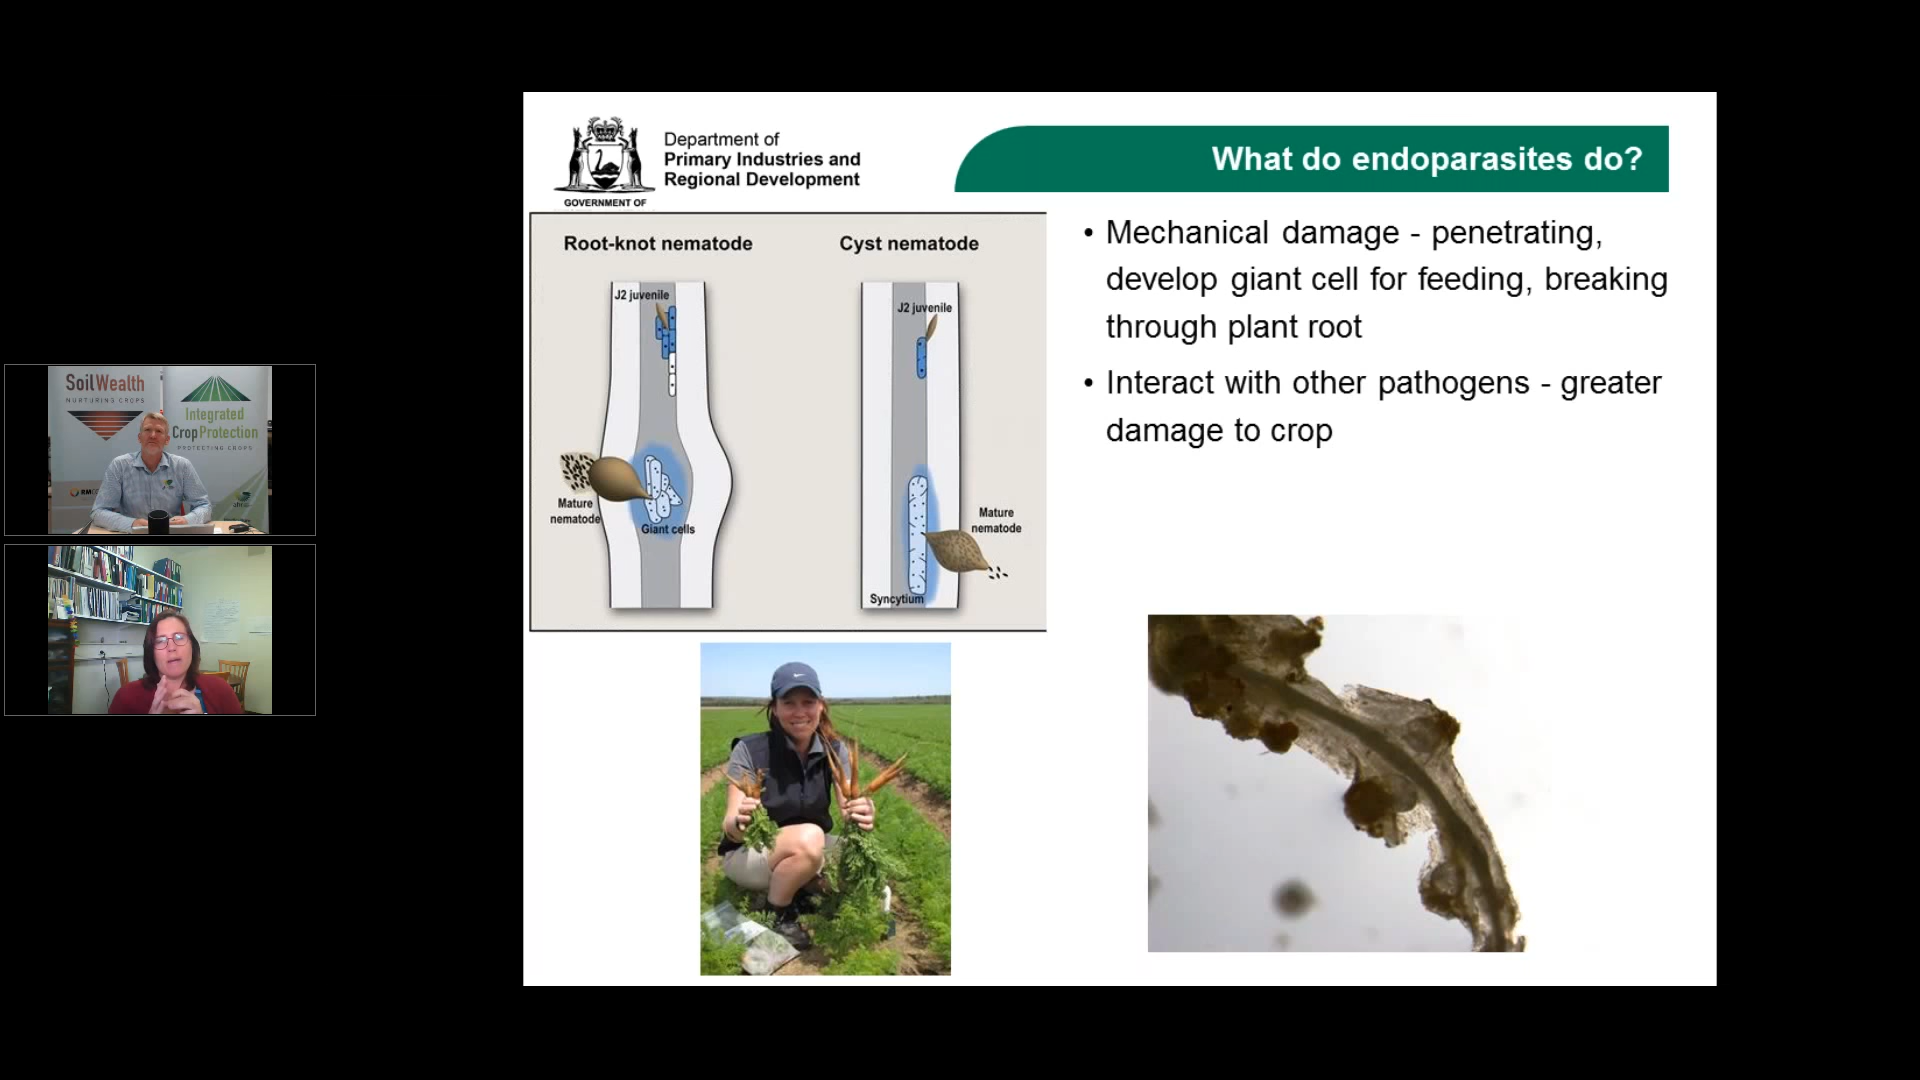 SoilWealth
NURTURING CROPS
Integrated
CropProtection
PROTECTING CROPS
Department of
Primary Industries and
Regional Development
GOVERNMENT OF
What do endoparasites do?
Root-knot nematode
Cyst nematode
J2 juvenile
J2 juvenile
Mature
nematode
Giant cells
Mature
nematode
Syncytium
• Mechanical damage - penetrating,
develop giant cell for feeding, breaking
through plant root
• Interact with other pathogens - greater
damage to crop